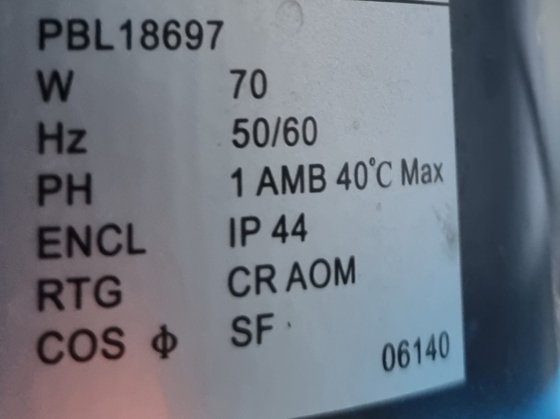 PBL18697
W 70
Hz 50/60
PH 1 AMB 40°C Max
ENCL IP 44
RTG CR AOM
COS Φ SF
06140